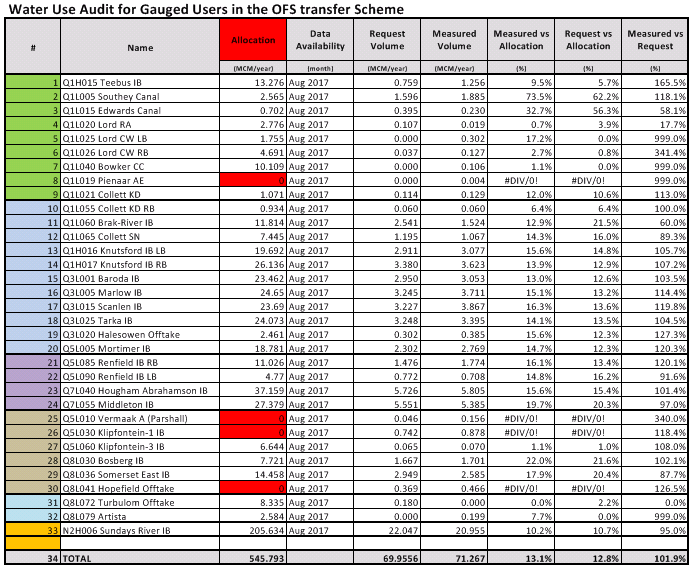 Water Use Audit for Gauged Users in the OFS transfer Scheme
# Name Allocation Data Availability Request Volume Measured Volume Measured vs Allocation Request vs Allocation Measured vs Request
(MCM/year) (month) (MCM/year) (MCM/year) (%) (%) (%)
1 Q1H015 Teebus IB 13.276 Aug 2017 0.759 1.256 9.5% 5.7% 165.5%
2 Q1L005 Southey Canal 2.565 Aug 2017 1.596 1.885 73.5% 62.2% 118.1%
3 Q1L015 Edwards Canal 0.702 Aug 2017 0.395 0.230 32.7% 56.3% 58.1%
4 Q1L020 Lord RA 2.776 Aug 2017 0.107 0.019 0.7% 3.9% 17.7%
5 Q1L025 Lord CW LB 1.755 Aug 2017 0.000 0.302 17.2% 0.0% 999.0%
6 Q1L026 Lord CW RB 4.691 Aug 2017 0.037 0.127 2.7% 0.8% 341.4%
7 Q1L040 Bowker CC 10.109 Aug 2017 0.000 0.106 1.1% 0.0% 999.0%
8 Q1L019 Pienaar AE 0 Aug 2017 0.000 0.004 #DIV/0! #DIV/0! 999.0%
9 Q1L021 Collett KD 1.071 Aug 2017 0.114 0.129 12.0% 10.6% 113.0%
10 Q1L055 Collett KD RB 0.934 Aug 2017 0.060 0.060 6.4% 6.4% 100.0%
11 Q1L060 Brak-River IB 11.814 Aug 2017 2.541 1.524 12.9% 21.5% 60.0%
12 Q1L065 Collett SN 7.445 Aug 2017 1.195 1.067 14.3% 16.0% 89.3%
13 Q1H016 Knutsford IB LB 19.692 Aug 2017 2.911 3.077 15.6% 14.8% 105.7%
14 Q1H017 Knutsford IB RB 26.136 Aug 2017 3.380 3.623 13.9% 12.9% 107.2%
15 Q3L001 Baroda IB 23.462 Aug 2017 2.950 3.053 13.0% 12.6% 103.5%
16 Q3L005 Marlow IB 24.65 Aug 2017 3.245 3.711 15.1% 13.2% 114.4%
17 Q3L015 Scanlen IB 23.69 Aug 2017 3.227 3.867 16.3% 13.6% 119.8%
18 Q3L025 Tarka IB 24.073 Aug 2017 3.248 3.395 14.1% 13.5% 104.5%
19 Q3L020 Halesowen Offtake 2.461 Aug 2017 0.302 0.385 15.6% 12.3% 127.3%
20 Q5L005 Mortimer IB 18.781 Aug 2017 2.302 2.769 14.7% 12.3% 120.3%
21 Q5L085 Renfield IB RB 11.026 Aug 2017 1.476 1.774 16.1% 13.4% 120.1%
22 Q5L090 Renfield IB LB 4.77 Aug 2017 0.772 0.708 14.8% 16.2% 91.6%
23 Q7L040 Hougham Abrahamson IB 37.159 Aug 2017 5.726 5.805 15.6% 15.4% 101.4%
24 Q7L055 Middleton IB 27.379 Aug 2017 5.551 5.385 19.7% 20.3% 97.0%
25 Q5L010 Vermaak A (Parshall) 0 Aug 2017 0.046 0.156 #DIV/0! #DIV/0! 340.0%
26 Q5L030 Klipfontein-1 IB 0 Aug 2017 0.742 0.878 #DIV/0! #DIV/0! 118.4%
27 Q5L060 Klipfontein-3 IB 6.644 Aug 2017 0.065 0.070 1.1% 1.0% 108.0%
28 Q8L030 Bosberg IB 7.721 Aug 2017 1.667 1.701 22.0% 21.6% 102.1%
29 Q8L036 Somerset East IB 14.458 Aug 2017 2.949 2.585 17.9% 20.4% 87.7%
30 Q8L041 Hopefield Offtake 0 Aug 2017 0.369 0.466 #DIV/0! #DIV/0! 126.5%
31 Q8L072 Turbulom Offtake 8.335 Aug 2017 0.180 0.000 0.0% 2.2% 0.0%
32 Q8L079 Artista 2.584 Aug 2017 0.000 0.199 7.7% 0.0% 999.0%
33 N2H006 Sundays River IB 205.634 Aug 2017 22.047 20.955 10.2% 10.7% 95.0%
34 TOTAL 545.793 69.9556 71.267 13.1% 12.8% 101.9%